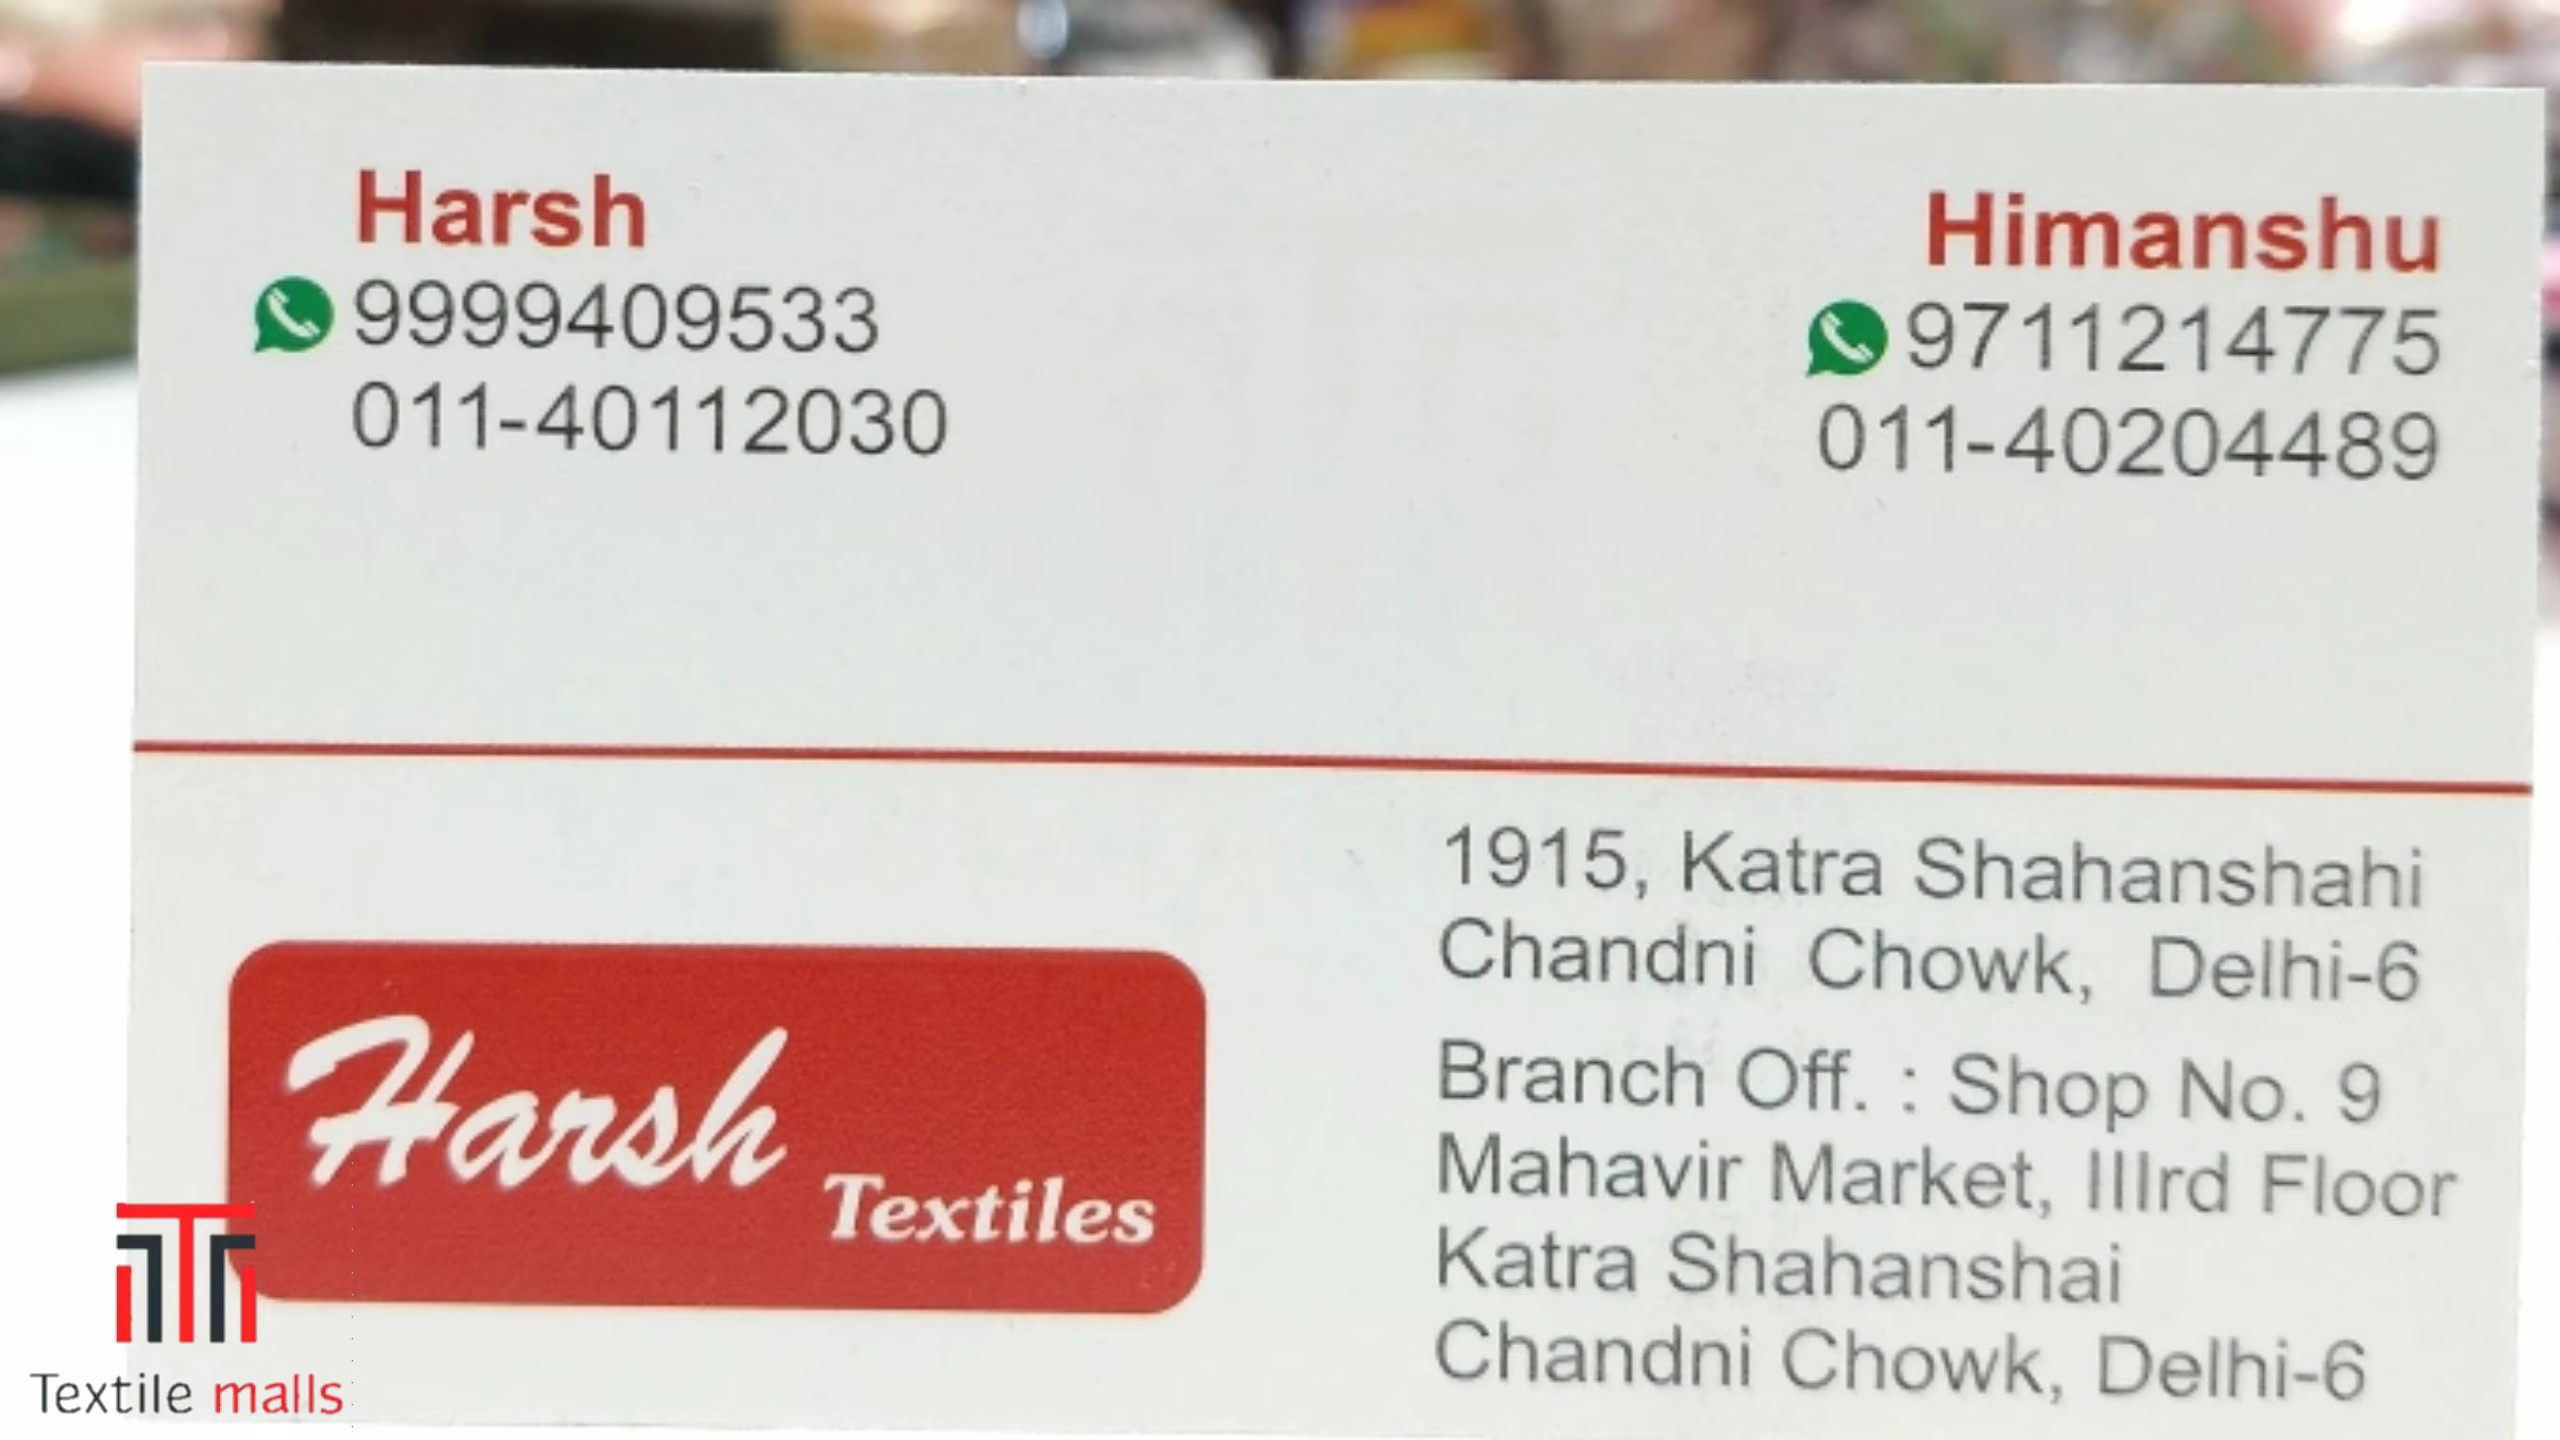 Harsh
9999409533
011-40112030
Himanshu
9711214775
011-40204489
Harsh
Textiles
1915, Katra Shahanshahi
Chandni Chowk, Delhi-6
Branch Off. : Shop No. 9
Mahavir Market, IIIrd Floor
Katra Shahanshai
Chandni Chowk, Delhi-6
Textile malls